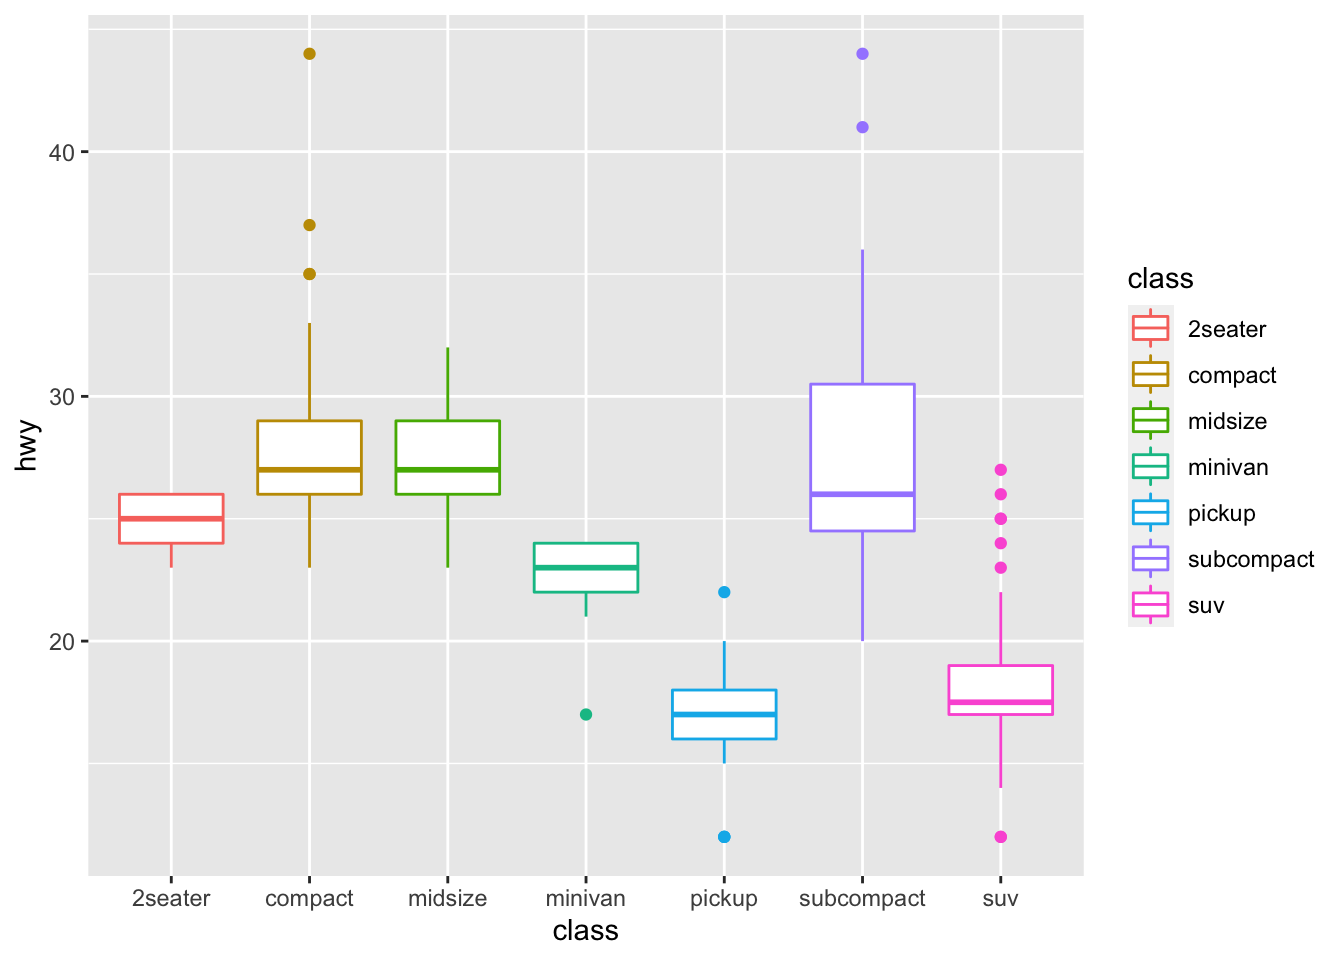 hwy
40
30
20
2seater compact midsize minivan pickup subcompact suv
class
class
2seater
compact
midsize
minivan
pickup
subcompact
suv